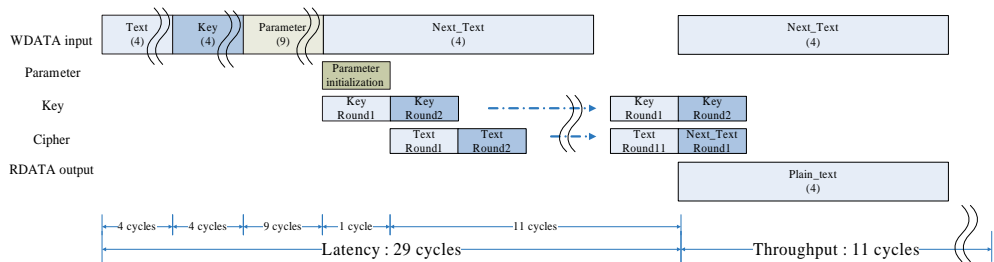 WDATA input
Text
(4)
Key
(4)
Parameter
(9)
Next_Text
(4)
Next_Text
(4)
Parameter
Parameter
initialization
Key
Key
Round1
Key
Round2
Key
Round1
Key
Round2
Cipher
Text
Round1
Text
Round2
Text
Round11
Next_Text
Round1
RDATA output
Plain_text
(4)
4 cycles
4 cycles
9 cycles
1 cycle
11 cycles
Latency : 29 cycles
Throughput : 11 cycles